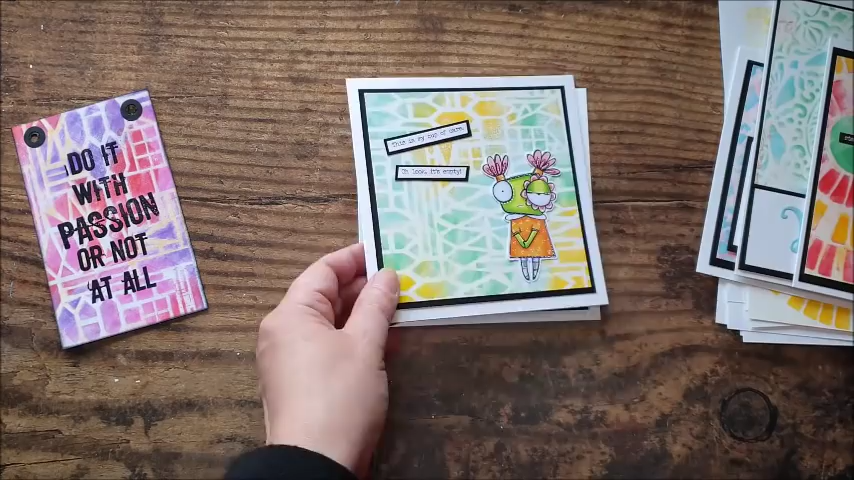 DO IT
WITH
PASSION
OR NOT
AT ALL
This is my cup of care.
Oh look, it's empty!